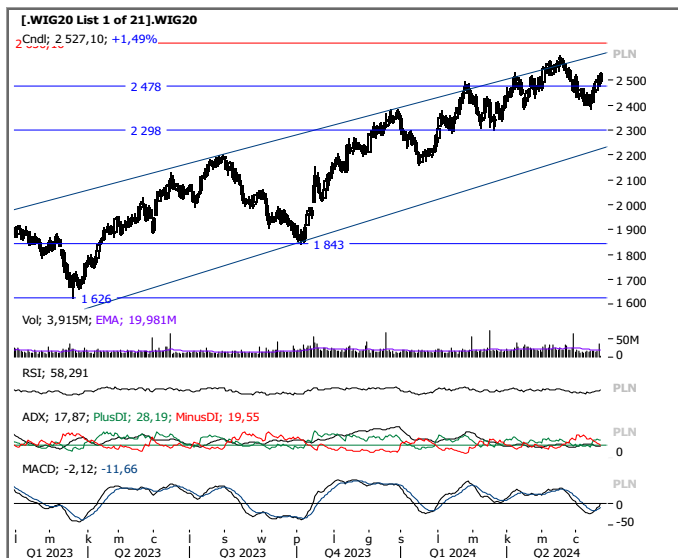 [.WIG20 List 1 of 21].WIG20
Cndl; 2 527,10; +1,49%
PLN
2 500
2 478
2 400
2 300
2 298
2 200
2 100
2 000
1 900
1 843
1 800
1 700
1 626
1 600
Vol; 3,915M; EMA; 19,981M
50M
0
RSI; 58,291
PLN
ADX; 17,87; PlusDI; 28,19; MinusDI; 19,55
PLN
0
MACD; -2,12; -11,66
PLN
0
-50
l m k m c l s w p l g s l m k m c
Q1 2023 Q2 2023 Q3 2023 Q4 2023 Q1 2024 Q2 2024